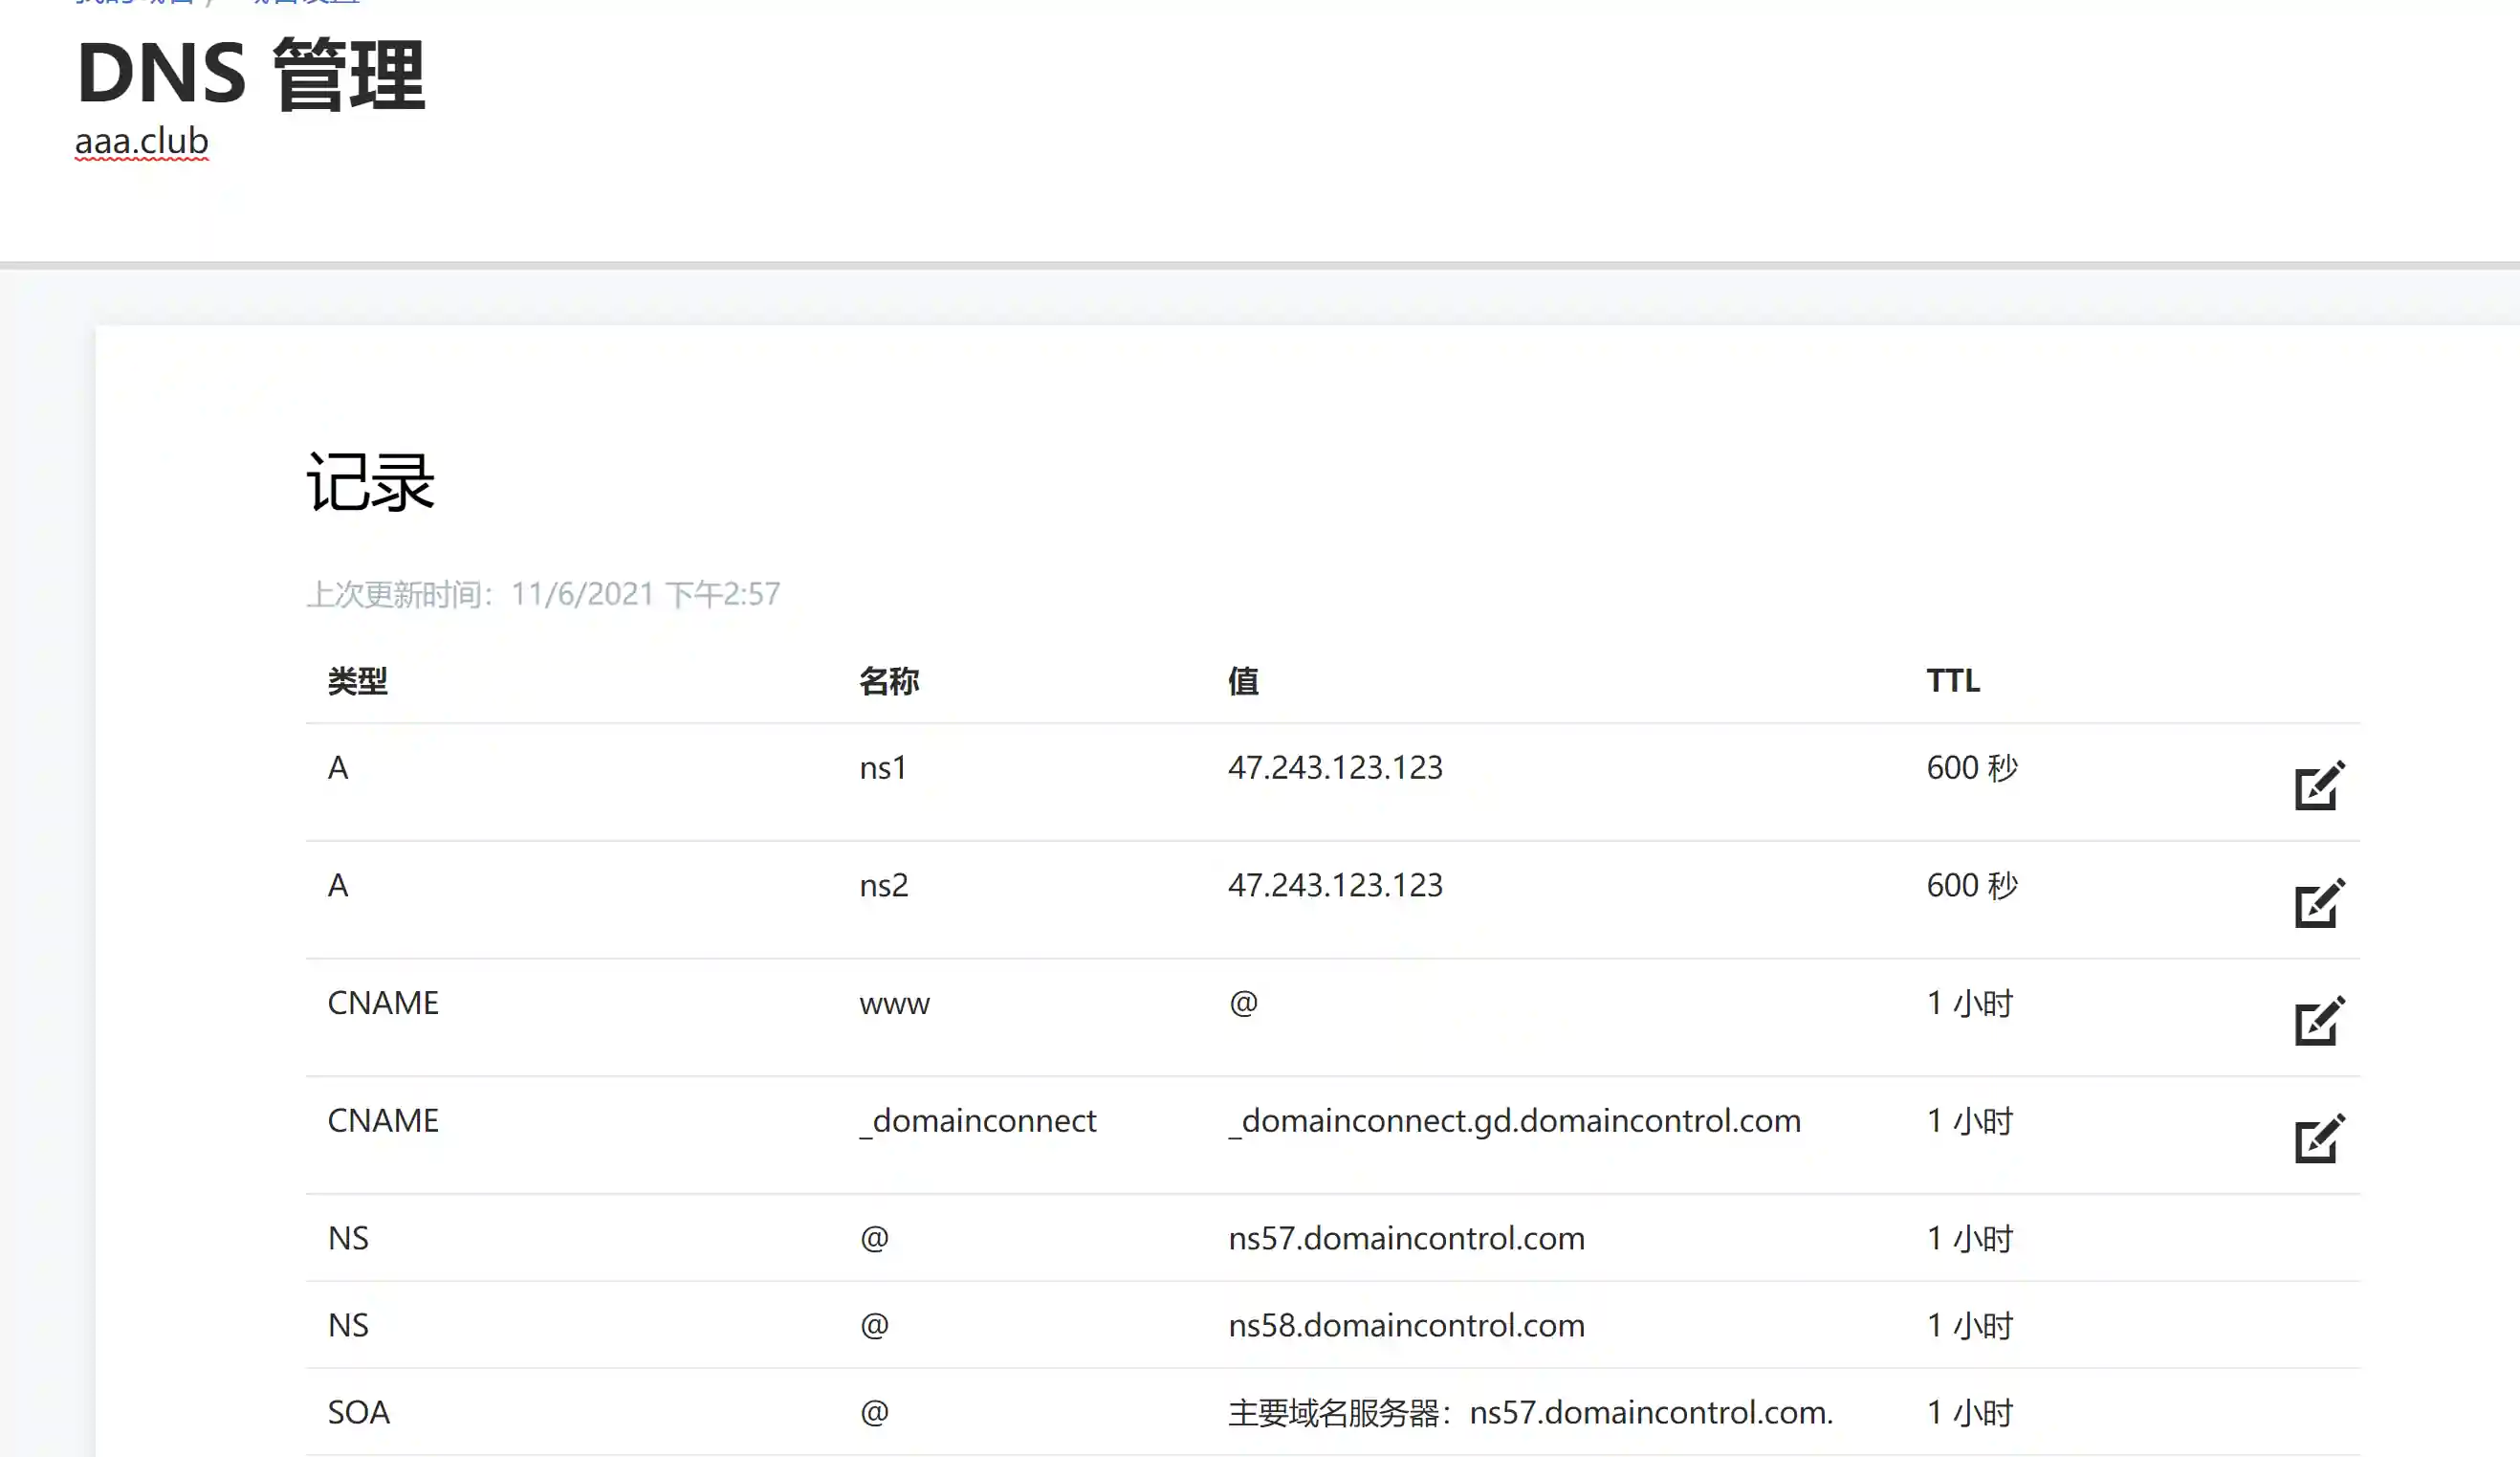 DNS 管理
aaa.club
记录
上次更新时间：11/6/2021 下午2:57
类型 名称 值 TTL
A ns1 47.243.123.123 600 秒
A ns2 47.243.123.123 600 秒
CNAME www @ 1 小时
CNAME _domainconnect _domainconnect.gd.domaincontrol.com 1 小时
NS @ ns57.domaincontrol.com 1 小时
NS @ ns58.domaincontrol.com 1 小时
SOA @ 主要域名服务器：ns57.domaincontrol.com. 1 小时